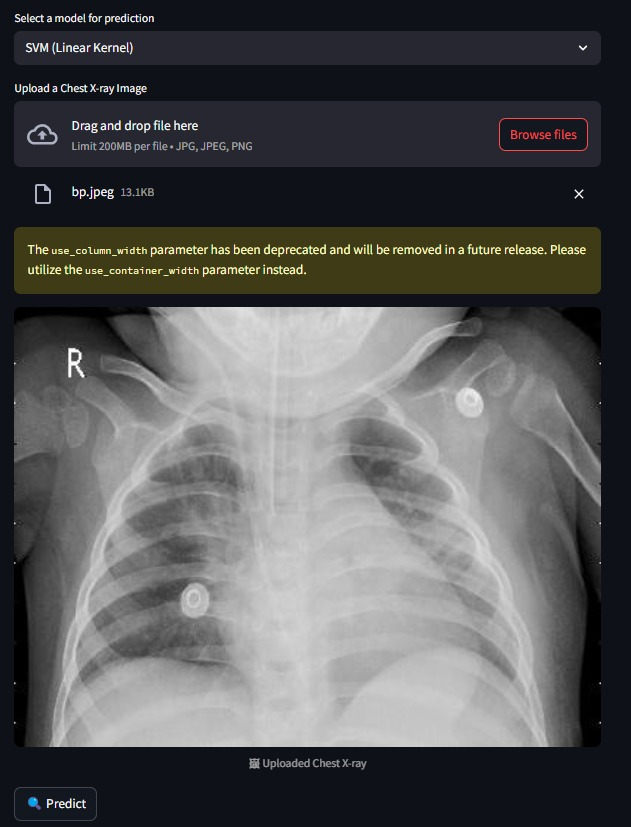 Select a model for prediction
SVM (Linear Kernel)
Upload a Chest X-ray Image
Drag and drop file here
Limit 200MB per file • JPG, JPEG, PNG
Browse files
bp.jpeg 13.1KB
The use_column_width parameter has been deprecated and will be removed in a future release. Please
utilize the use_container_width parameter instead.
R
Uploaded Chest X-ray
Predict